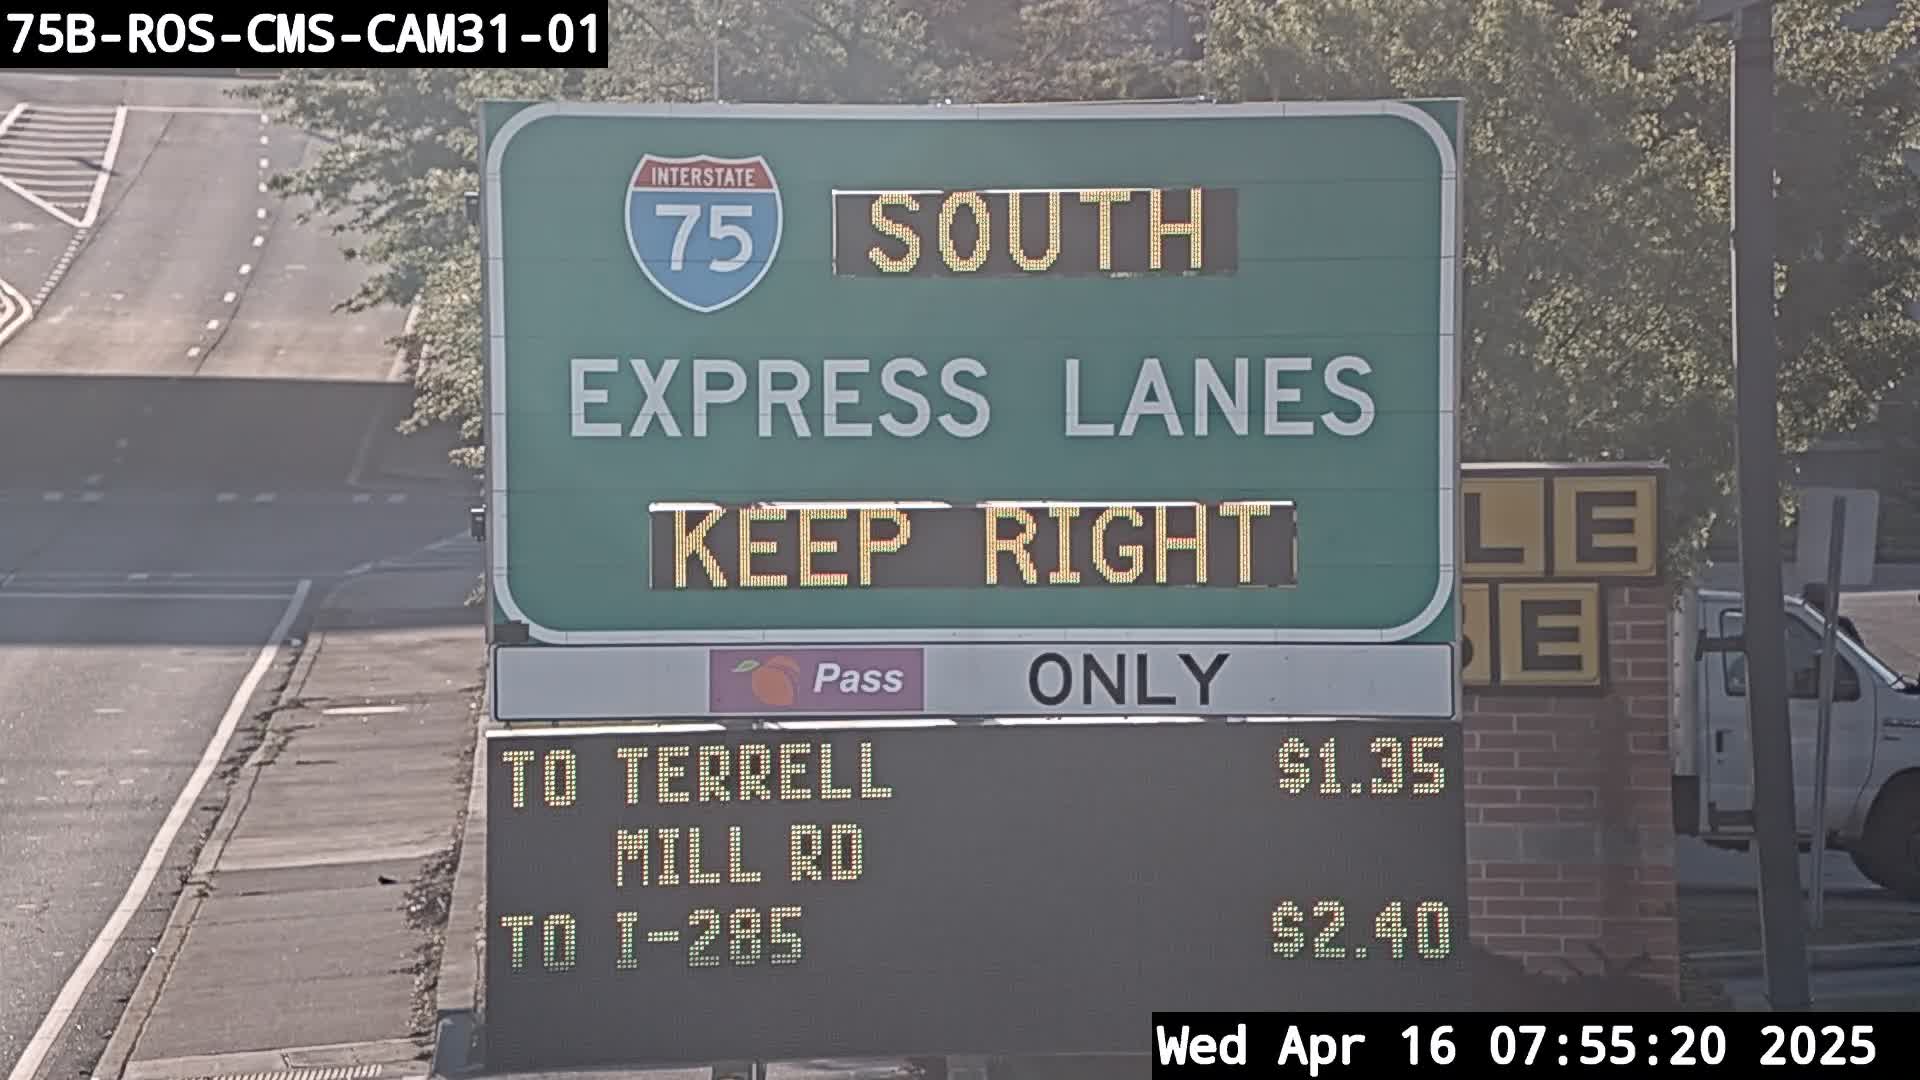 75B-ROS-CMS-CAM31-01
INTERSTATE
75
SOUTH
EXPRESS LANES
KEEP RIGHT
Pass ONLY
TO TERRELL $1.35
MILL RD
TO I-285 $2.40
LE
E
Wed Apr 16 07:55:20 2025